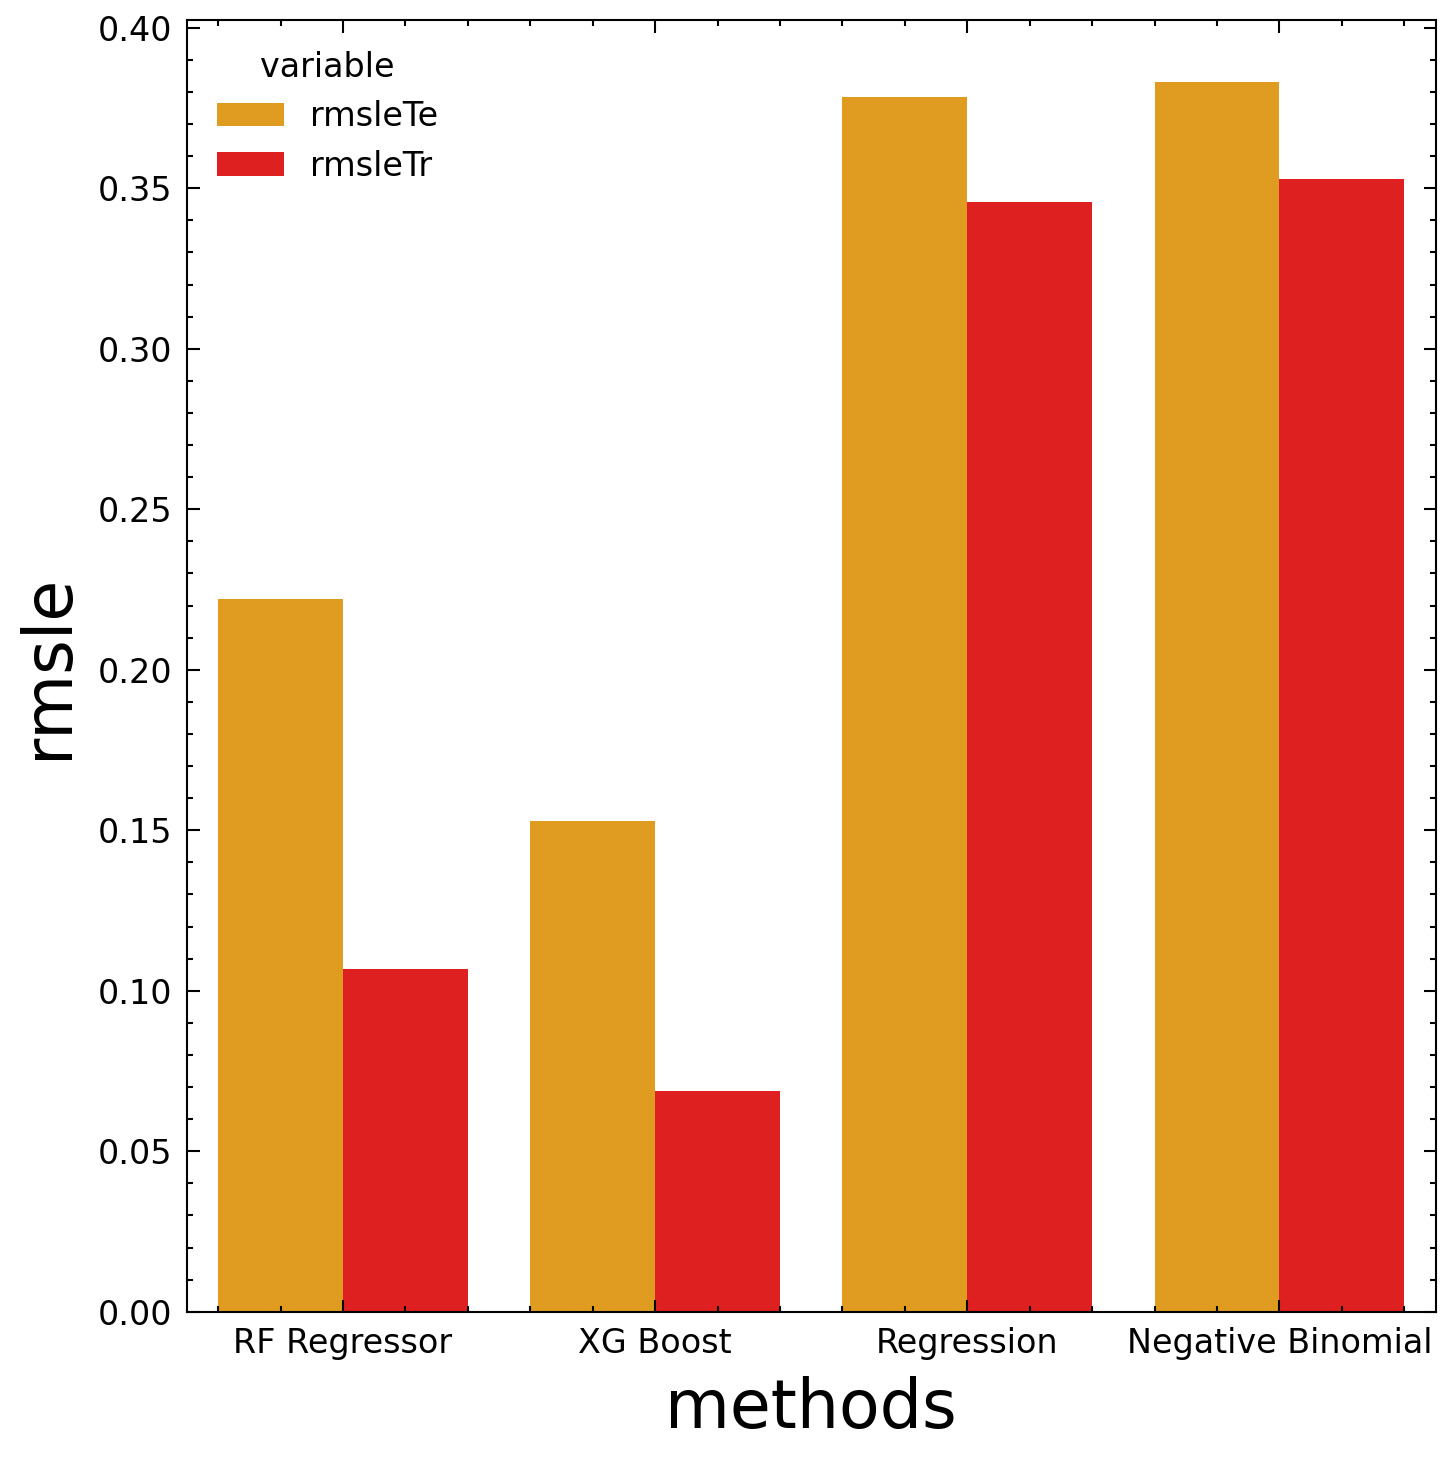 0.40
0.35
0.30
0.25
0.20
0.15
0.10
0.05
0.00
rmsle
variable
rmsleTe
rmsleTr
RF Regressor
XG Boost
Regression
Negative Binomial
methods